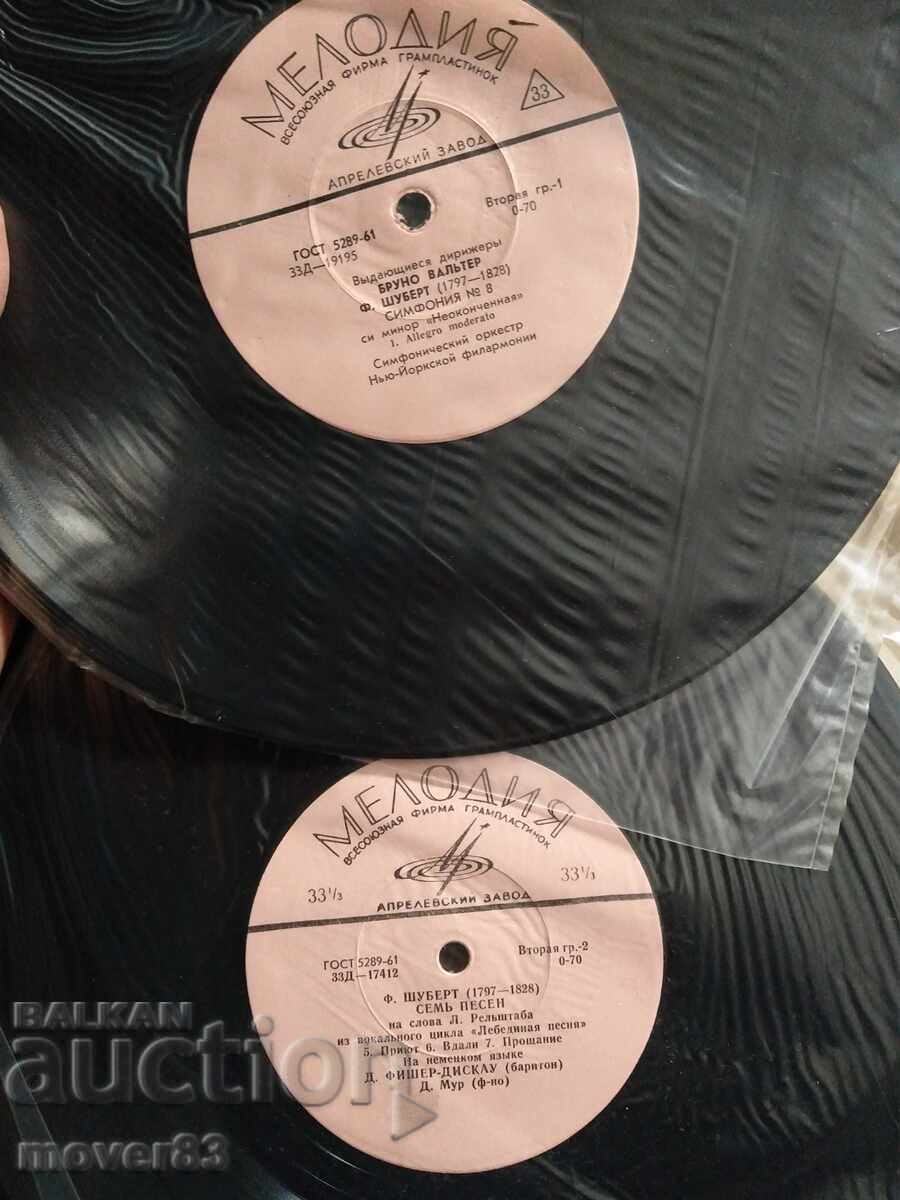 МЕЛОДИЯ
ВСЕСОЮЗНАЯ ФИРМА ГРАМПЛАСТИНОК
33
АПРЕЛЕВСКИЙ ЗАВОД
ГОСТ 5289-61
33Д—19195
Вторая гр.-1
0-70
Выдающиеся дирижеры
БРУНО ВАЛЬТЕР
Ф. ШУБЕРТ (1797—1828)
СИМФОНИЯ № 8
си минор «Неоконченная»
1. Allegro moderato
Симфонический оркестр
Нью-Йоркской филармонии
МЕЛОДИЯ
ВСЕСОЮЗНАЯ ФИРМА ГРАМПЛАСТИНОК
33⅓ 33⅓
АПРЕЛЕВСКИЙ ЗАВОД
ГОСТ 5289-61
33Д—17412
Вторая гр.-2
0-70
Ф. ШУБЕРТ (1797—1828)
СЕМЬ ПЕСЕН
на слова Л. Рельштаба
из вокального цикла «Лебединая песня»
5. Приют 6. Вдали 7. Прощание
На немецком языке
Д. ФИШЕР-ДИСКАУ (баритон)
Д. Мур (ф-но)
BALKAN
auction
mover83